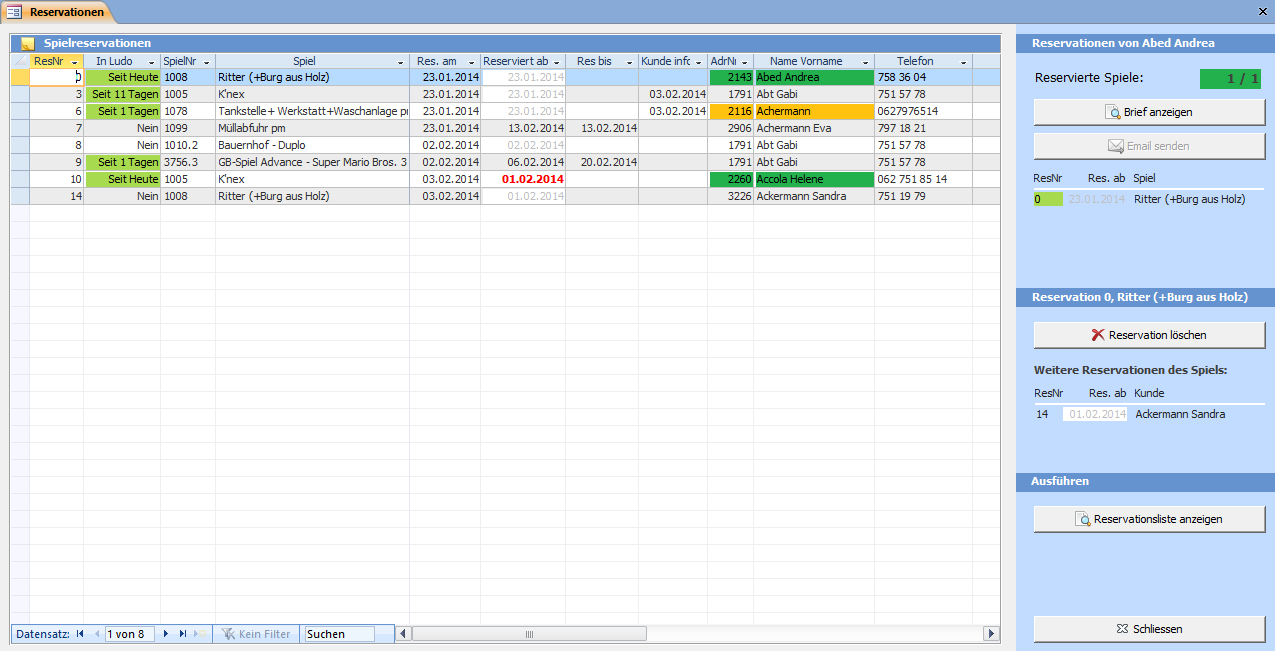 Reservationen
Spielreservationen
ResNr In Ludo SpielNr Spiel Res. am Reserviert ab Res bis Kunde info AdrNr Name Vorname Telefon
0 Seit Heute 1008 Ritter (+Burg aus Holz) 23.01.2014 23.01.2014 2143 Abed Andrea 758 36 04
3 Seit 11 Tagen 1005 K'nex 23.01.2014 23.01.2014 03.02.2014 1791 Abt Gabi 751 57 78
6 Seit 1 Tagen 1078 Tankstelle+ Werkstatt+Waschanlage 23.01.2014 23.01.2014 03.02.2014 2116 Achermann 0627976514
7 Nein 1099 Müllabfuhr pm 23.01.2014 13.02.2014 13.02.2014 2906 Achermann Eva 797 18 21
8 Nein 1010.2 Bauernhof - Duplo 02.02.2014 02.02.2014 1791 Abt Gabi 751 57 78
9 Seit 1 Tagen 3756.3 GB-Spiel Advance - Super Mario Bros. 3 02.02.2014 06.02.2014 20.02.2014 1791 Abt Gabi 751 57 78
10 Seit Heute 1005 K'nex 03.02.2014 01.02.2014 2260 Accola Helene 062 751 85 14
14 Nein 1008 Ritter (+Burg aus Holz) 03.02.2014 01.02.2014 3226 Ackermann Sandra 751 19 79
Datensatz: 1 von 8 Kein Filter Suchen
Reservationen von Abed Andrea
Reservierte Spiele: 1 / 1
Brief anzeigen
Email senden
ResNr Res. ab Spiel
0 23.01.2014 Ritter (+Burg aus Holz)
Reservation 0, Ritter (+Burg aus Holz)
Reservation löschen
Weitere Reservationen des Spiels:
ResNr Res. ab Kunde
14 01.02.2014 Ackermann Sandra
Ausführen
Reservationsliste anzeigen
Schliessen